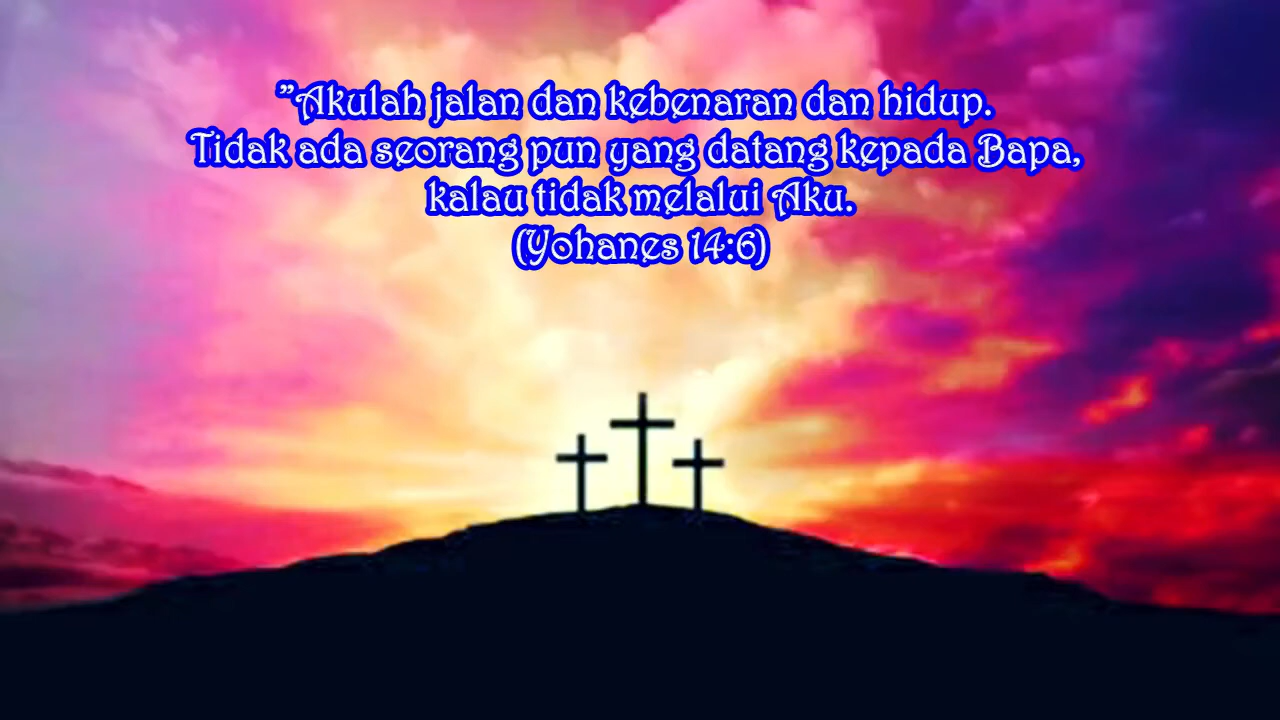 ”Akulah jalan dan kebenaran dan hidup.
Tidak ada seorang pun yang datang kepada Bapa,
kalau tidak melalui Aku.
(Yohanes 14:6)